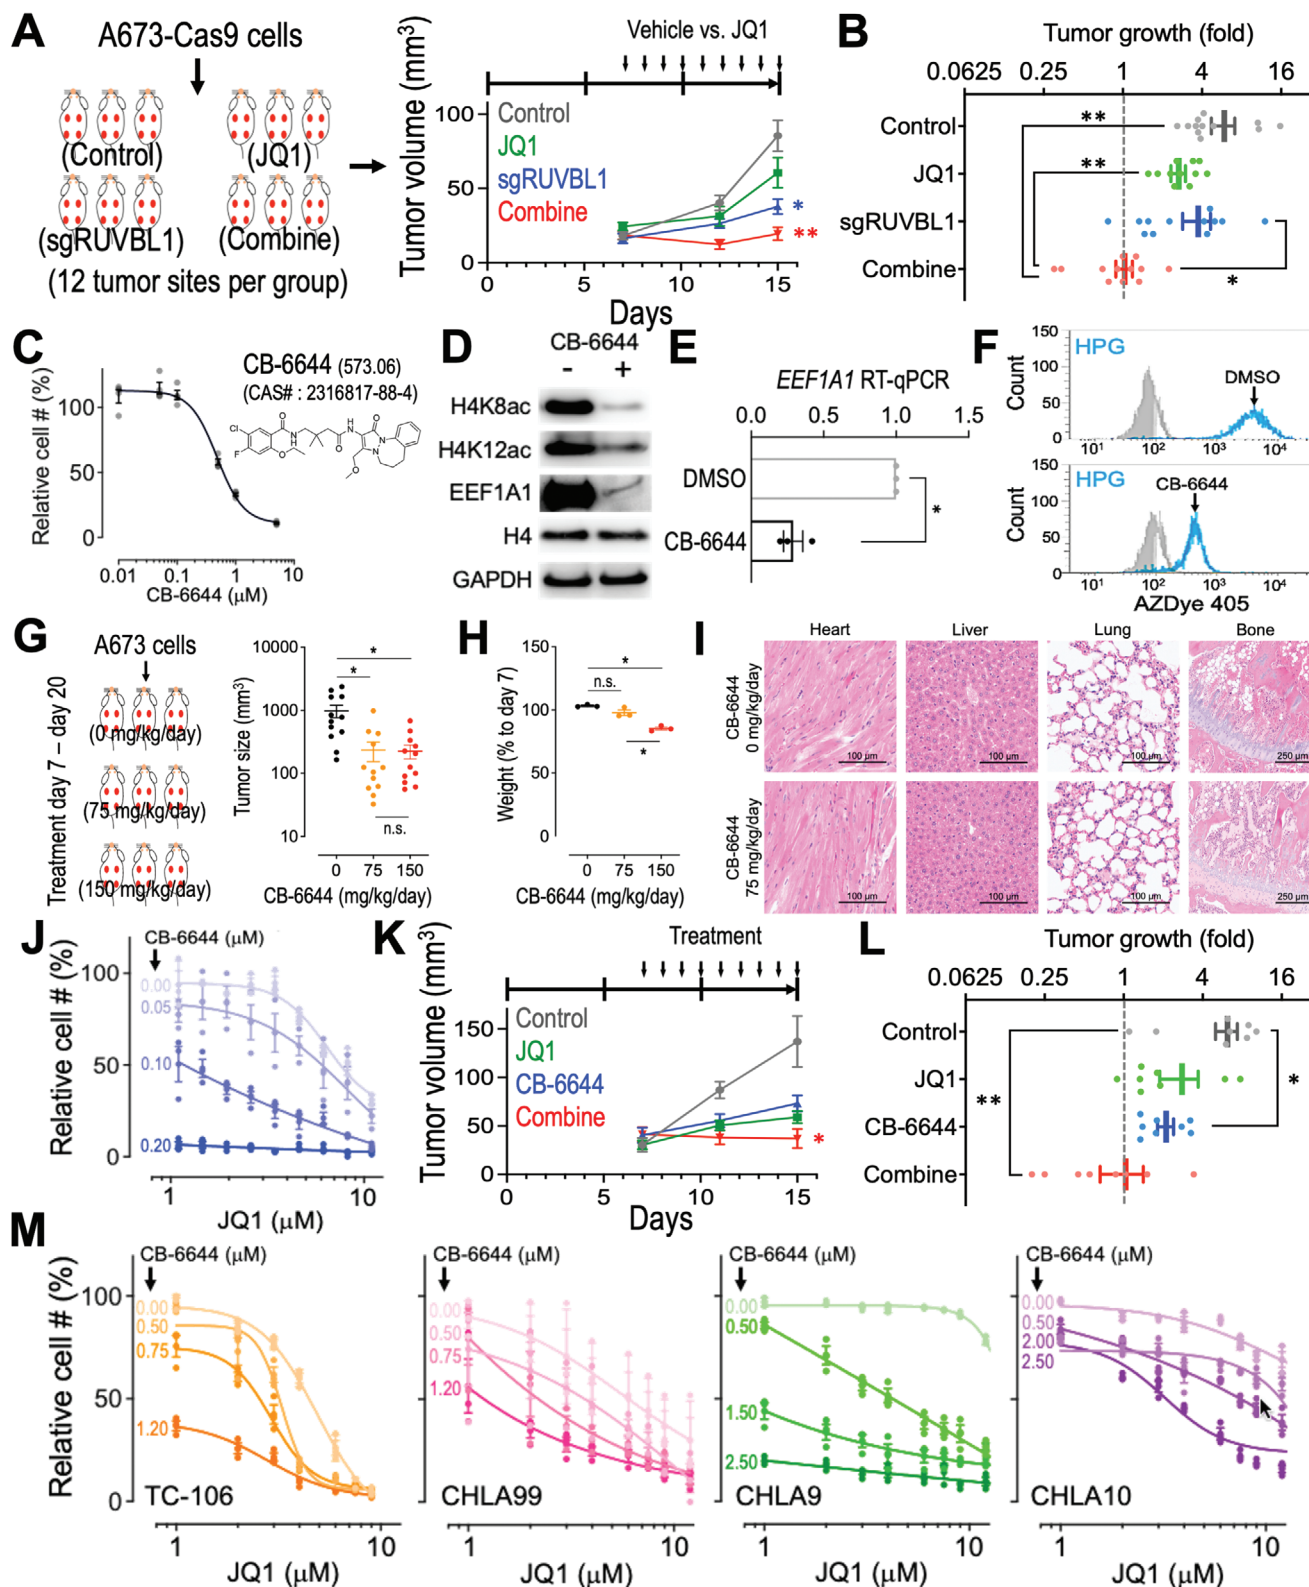 A
A673-Cas9 cells
(Control)
(JQ1)
(sgRUVBL1)
(Combine)
(12 tumor sites per group)
Vehicle vs. JQ1
Tumor volume (mm3)
100
50
0
Control
JQ1
sgRUVBL1
Combine
*
**
0 5 10 15
Days
B
Tumor growth (fold)
0.0625 0.25 1 4 16
Control
JQ1
sgRUVBL1
Combine
**
**
*
C
CB-6644 (573.06)
(CAS# : 2316817-88-4)
Relative cell # (%)
100
50
0
0.01 0.1 1 10
CB-6644 (μM)
Cl
F
O
O
N
H
O
H
N
O
N
N
O
D
CB-6644
- +
H4K8ac
H4K12ac
EEF1A1
H4
GAPDH
E
EEF1A1 RT-qPCR
0.0 0.5 1.0 1.5
DMSO
CB-6644
*
F
Count
150
100
50
0
HPG
DMSO
10¹ 10² 10³ 10⁴
Count
150
100
50
0
HPG
CB-6644
10¹ 10² 10³ 10⁴
AZDye 405
G
Treatment day 7 – day 20
A673 cells
(0 mg/kg/day)
(75 mg/kg/day)
(150 mg/kg/day)
Tumor size (mm3)
10000
1000
100
10
*
*
n.s.
0 75 150
CB-6644 (mg/kg/day)
H
Weight (% to day 7)
150
100
50
0
*
n.s.
*
0 75 150
CB-6644 (mg/kg/day)
I
Heart Liver Lung Bone
CB-6644
0 mg/kg/day
100 μm 100 μm 100 μm 250 μm
CB-6644
75 mg/kg/day
100 μm 100 μm 100 μm 250 μm
J
CB-6644 (μM)
Relative cell # (%)
100
50
0
0.00
0.05
0.10
0.20
1 10
JQ1 (μM)
K
Treatment
Tumor volume (mm3)
150
100
50
0
Control
JQ1
CB-6644
Combine
*
0 5 10 15
Days
L
Tumor growth (fold)
0.0625 0.25 1 4 16
Control
JQ1
CB-6644
Combine
**
*
M
Relative cell # (%)
100
50
0
CB-6644 (μM)
0.00
0.50
0.75
1.20
TC-106
1 10
JQ1 (μM)
CB-6644 (μM)
0.00
0.50
0.75
1.20
CHLA99
1 10
JQ1 (μM)
CB-6644 (μM)
0.00
0.50
1.50
2.50
CHLA9
1 10
JQ1 (μM)
CB-6644 (μM)
0.00
0.50
2.00
2.50
CHLA10
1 10
JQ1 (μM)